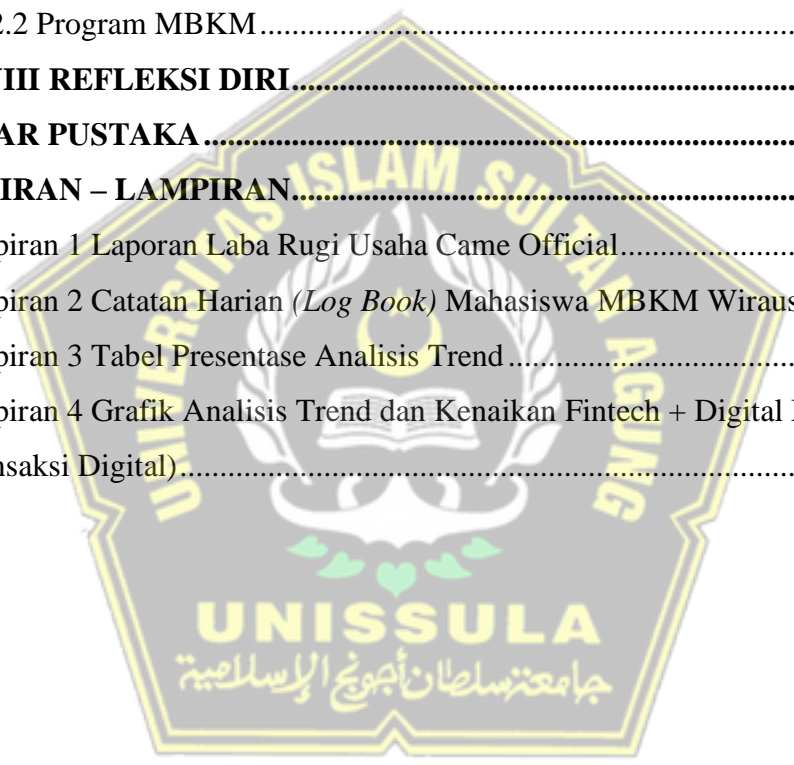 .2.2 Program MBKM....................
VIII REFLEKSI DIRI....................
AR PUSTAKA....................
IRAN – LAMPIRAN....................
piran 1 Laporan Laba Rugi Usaha Came Official....................
piran 2 Catatan Harian (Log Book) Mahasiswa MBKM Wiraus
piran 3 Tabel Presentase Analisis Trend....................
piran 4 Grafik Analisis Trend dan Kenaikan Fintech + Digital
nsaksi Digital)....................
UNIVERSITAS ISLAM SULTAN AGUNG
UNISSULA
جامعة سلطان أجونج الإسلامية